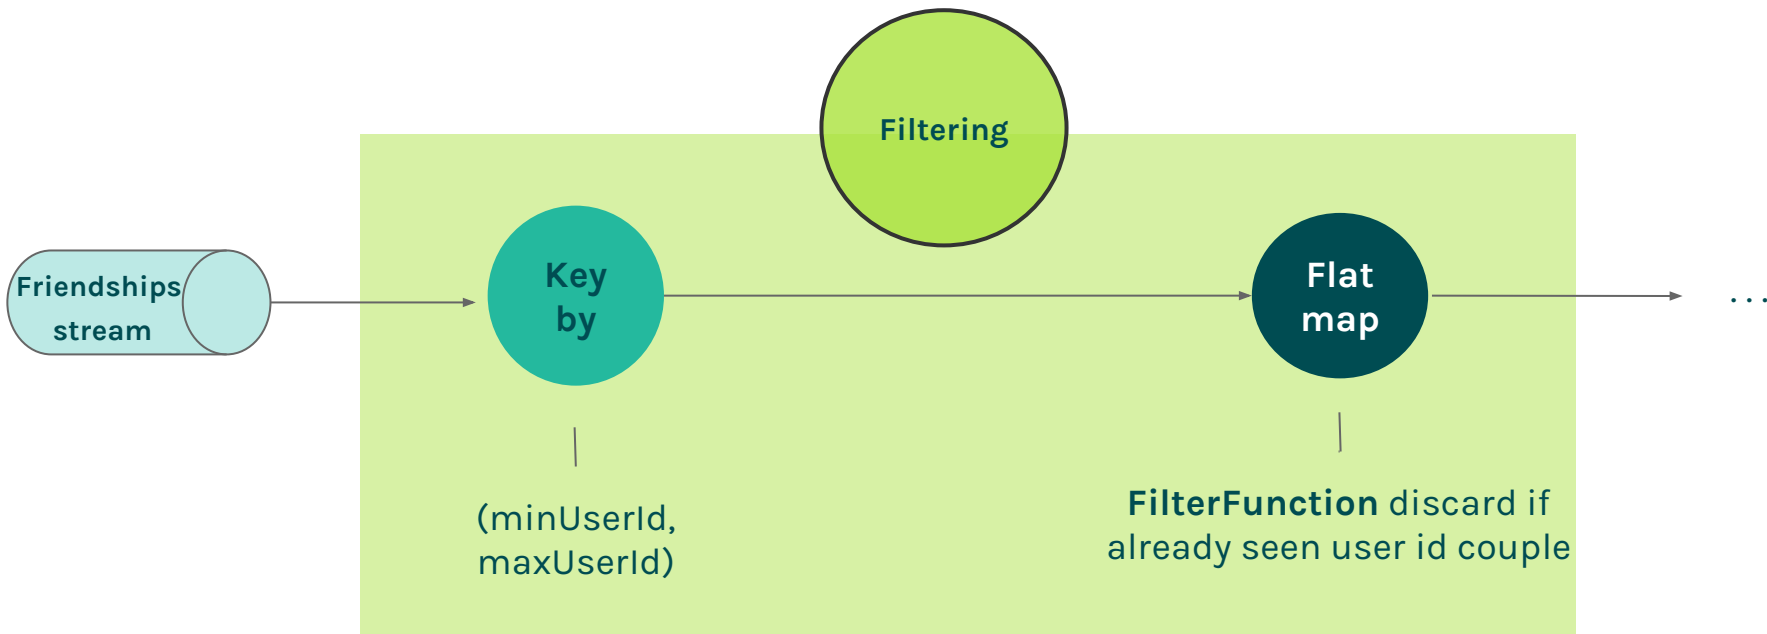 Filtering
Friendships
stream
Key
by
Flat
map
...
(minUserId,
maxUserId)
FilterFunction discard if
already seen user id couple